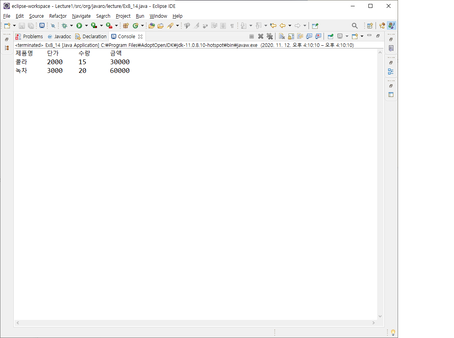 eclipse-workspace - Lecture1/src/org/javaro/lecture/Ex8_14.java - Eclipse IDE
File Edit Source Refactor Navigate Search Project Run Window Help
Problems Javadoc Declaration Console
<terminated> Ex8_14 [Java Application] C:₩Program Files₩AdoptOpenJDK₩jdk-11.0.8.10-hotspot₩bin₩javaw.exe (2020. 11. 12. 오후 4:10:10 – 오후 4:10:10)
제품명 단가 수량 금액
콜라 2000 15 30000
녹차 3000 20 60000